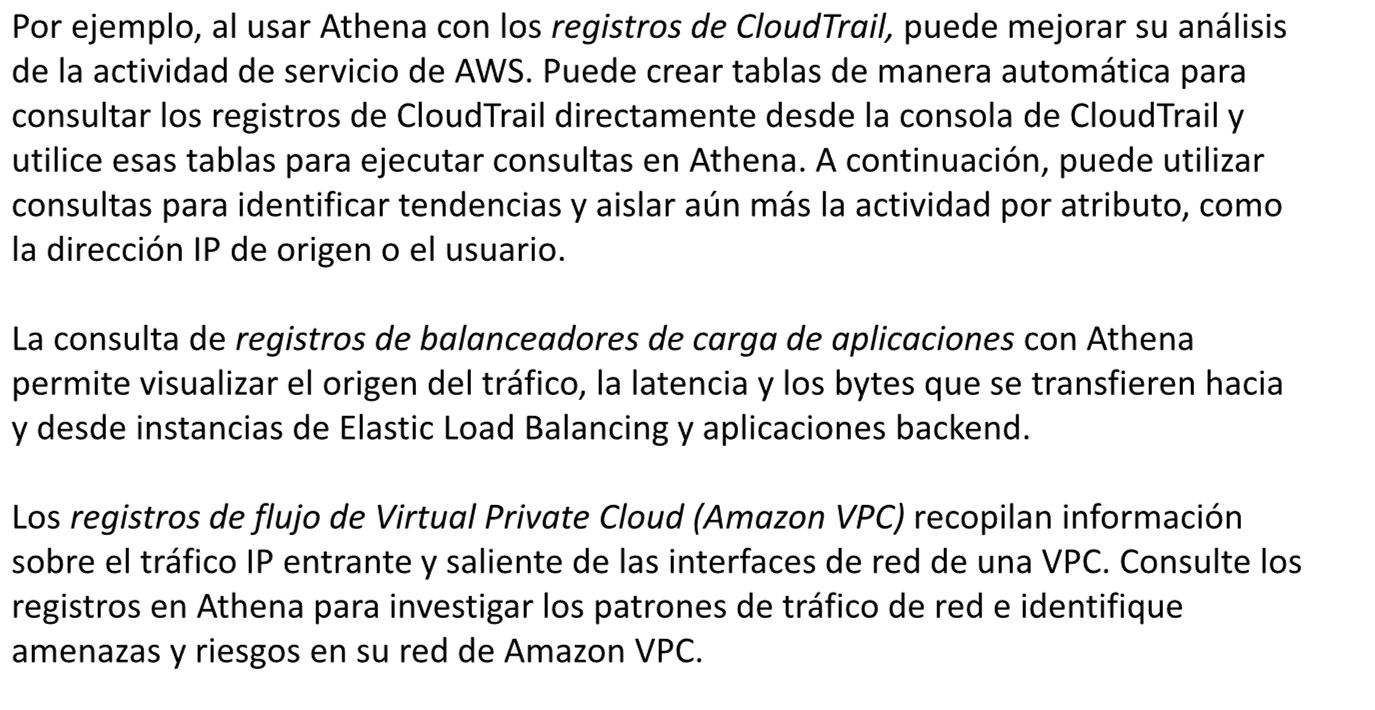 Por ejemplo, al usar Athena con los registros de CloudTrail, puede mejorar su análisis
de la actividad de servicio de AWS. Puede crear tablas de manera automática para
consultar los registros de CloudTrail directamente desde la consola de CloudTrail y
utilice esas tablas para ejecutar consultas en Athena. A continuación, puede utilizar
consultas para identificar tendencias y aislar aún más la actividad por atributo, como
la dirección IP de origen o el usuario.
La consulta de registros de balanceadores de carga de aplicaciones con Athena
permite visualizar el origen del tráfico, la latencia y los bytes que se transfieren hacia
y desde instancias de Elastic Load Balancing y aplicaciones backend.
Los registros de flujo de Virtual Private Cloud (Amazon VPC) recopilan información
sobre el tráfico IP entrante y saliente de las interfaces de red de una VPC. Consulte los
registros en Athena para investigar los patrones de tráfico de red e identifique
amenazas y riesgos en su red de Amazon VPC.